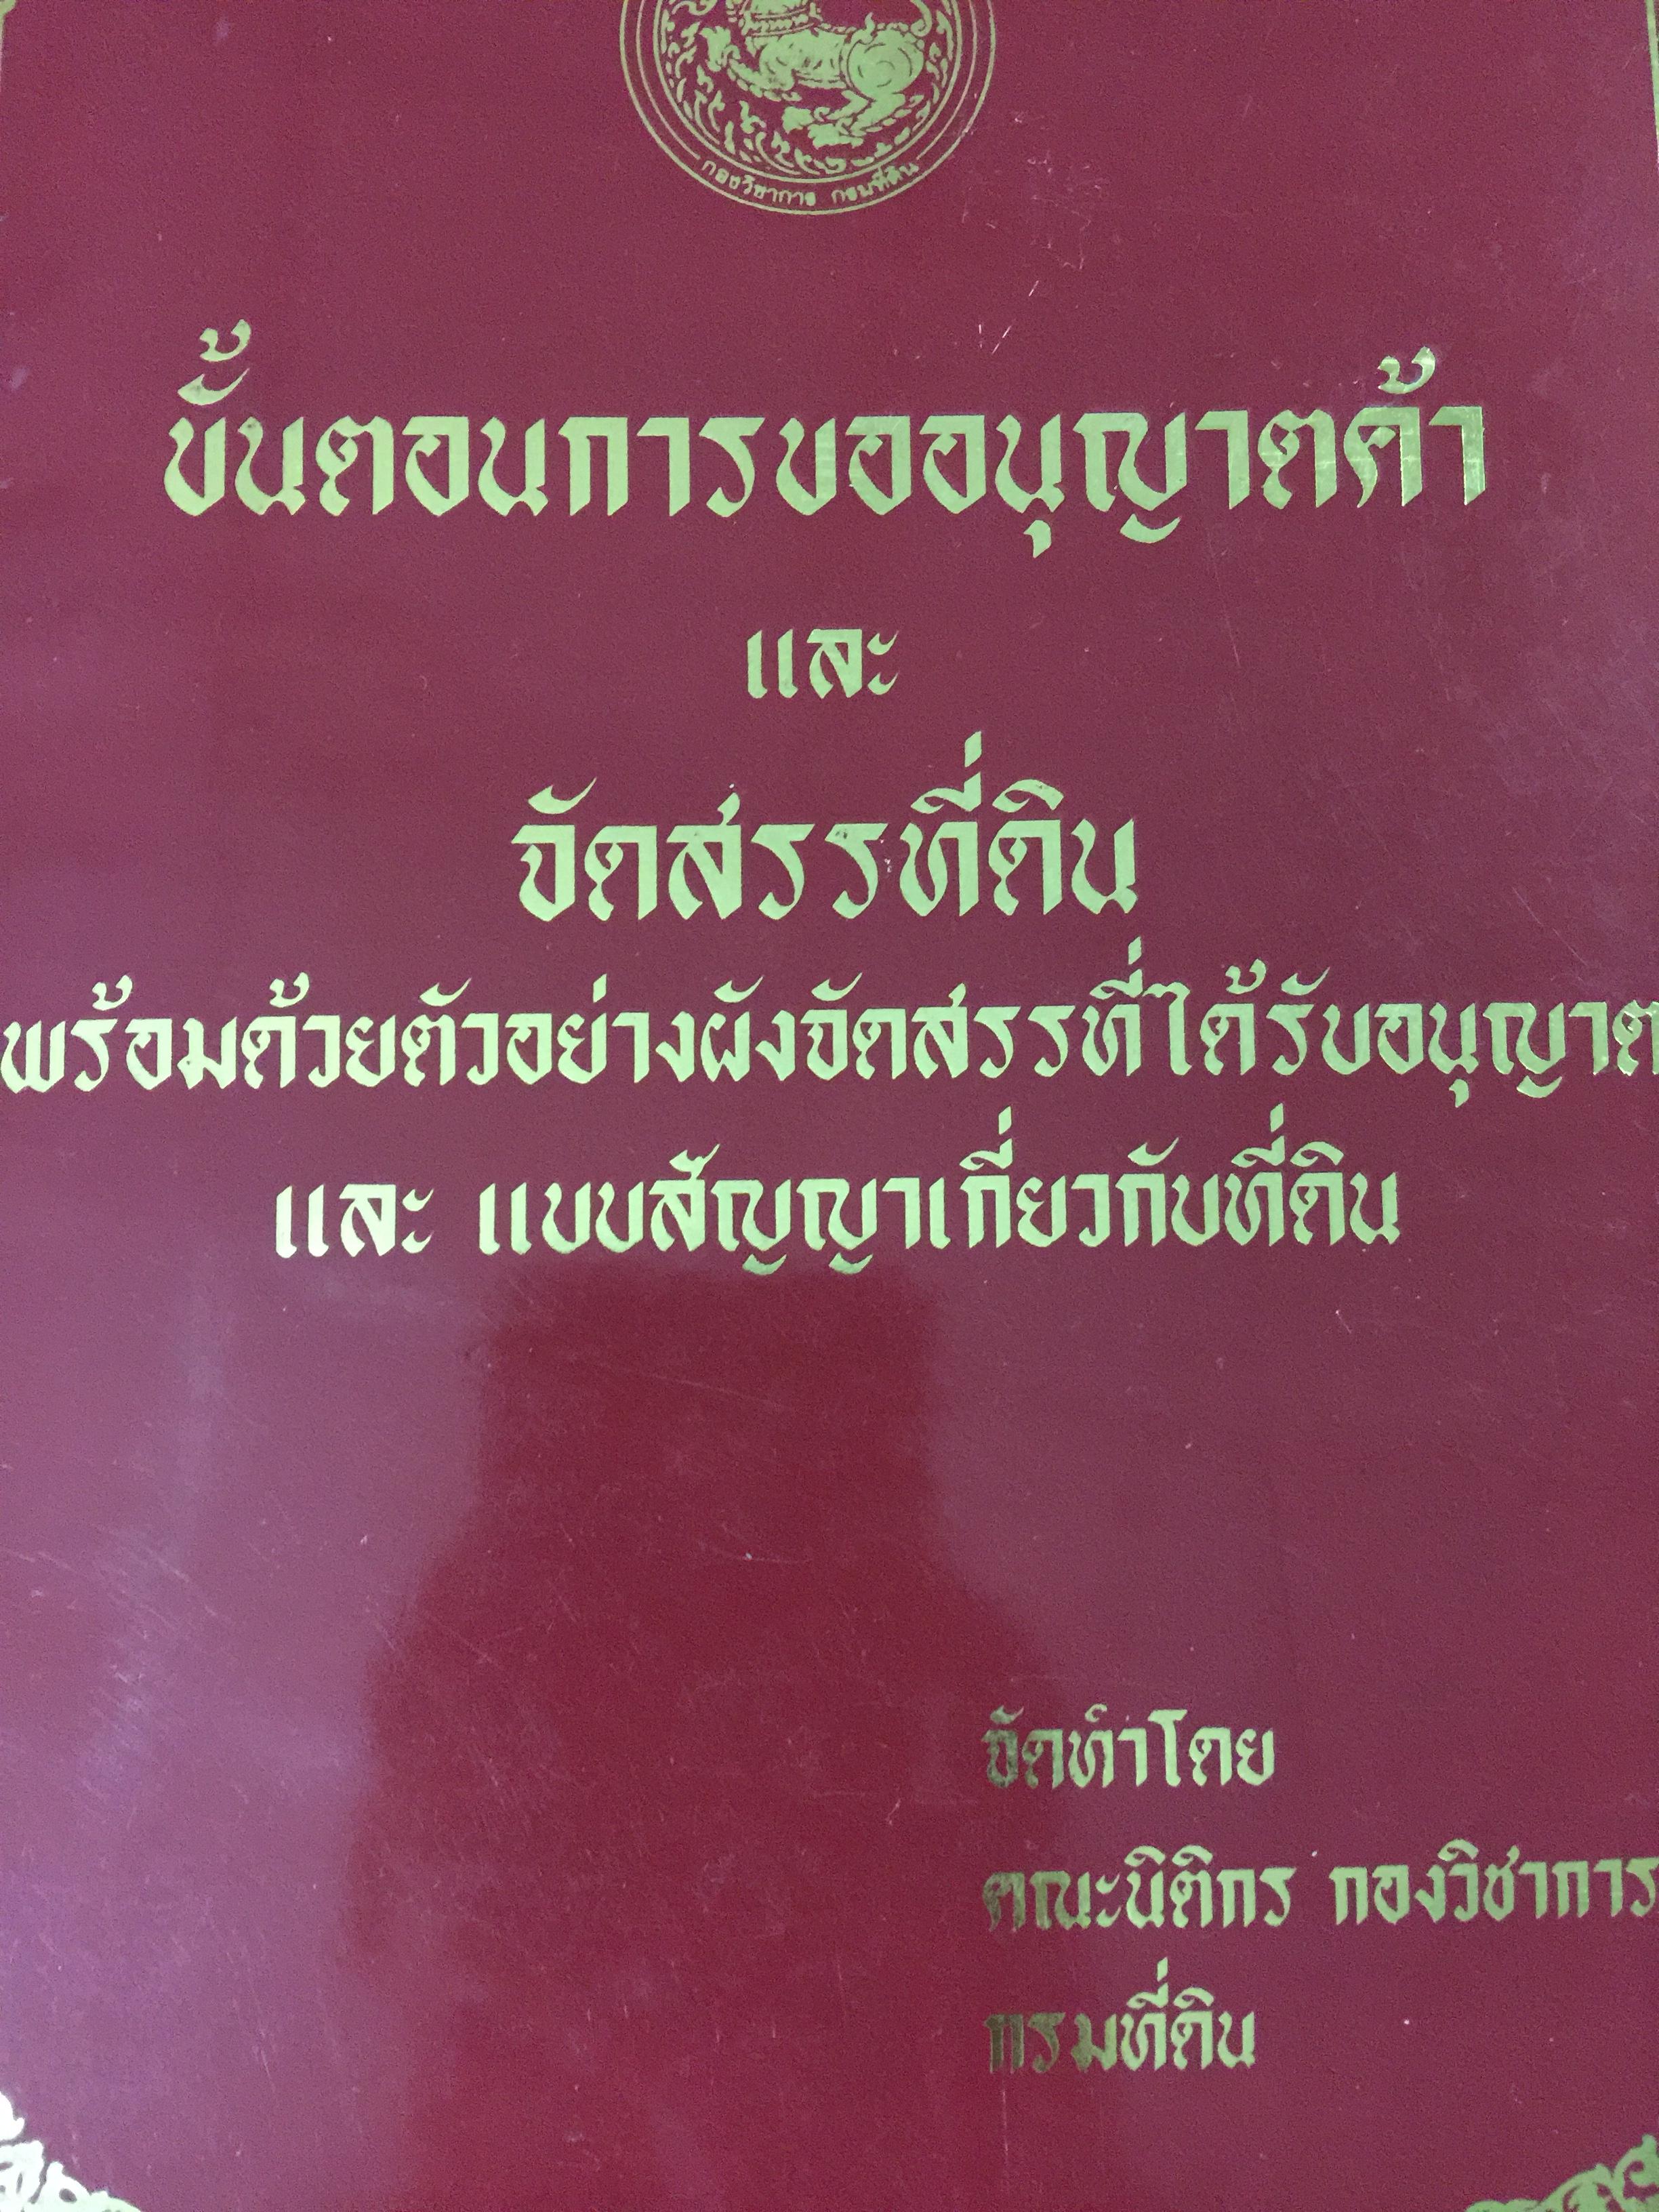 กองวิชาการ กรมที่ดิน
ขั้นตอนการขออนุญาตค้า
และ
จัดสรรที่ดิน
พร้อมด้วยตัวอย่างผังจัดสรรที่ได้รับอนุญาต
และ แบบสัญญาเกี่ยวกับที่ดิน
จัดทำโดย
คณะนิติกร กองวิชาการ
กรมที่ดิน